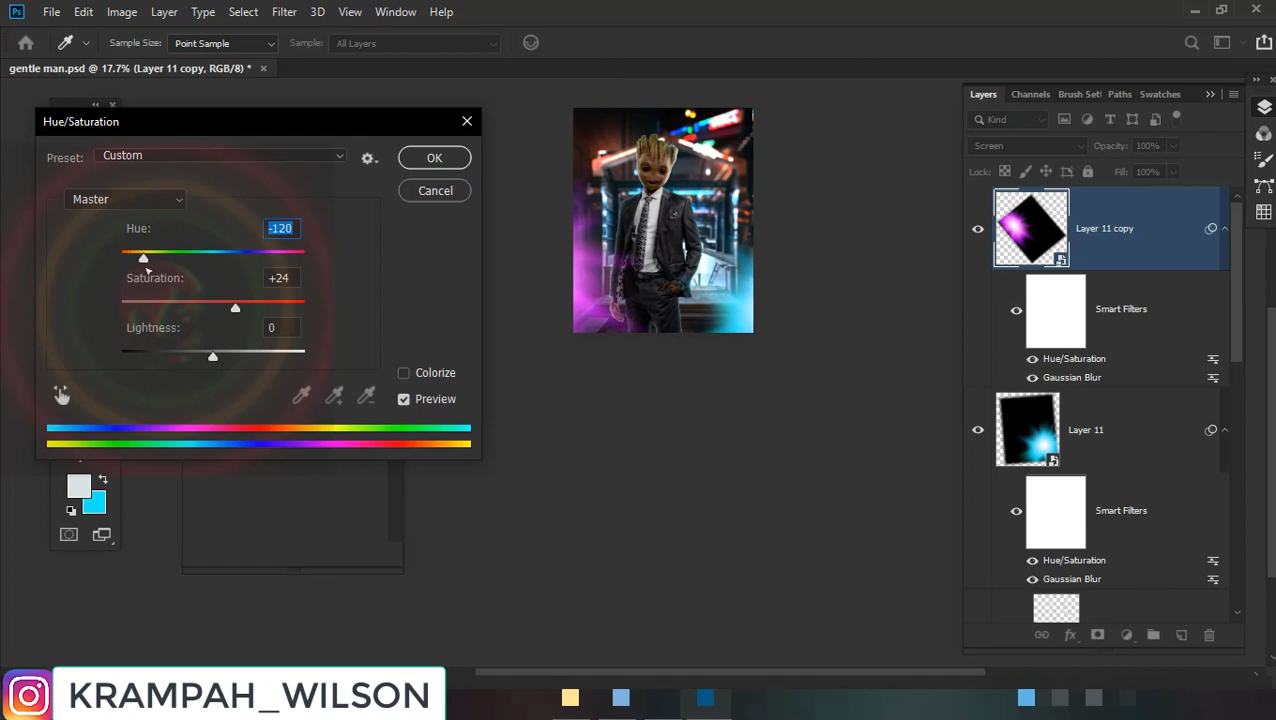 Ps File Edit Image Layer Type Select Filter 3D View Window Help
Sample Size: Point Sample Sample: All Layers
gentle man.psd @ 17.7% (Layer 11 copy, RGB/8) * ×
Hue/Saturation
Preset: Custom
OK
Master
Cancel
Hue: -120
Saturation: +24
Lightness: 0
Colorize
Preview
Layers Channels Brush Sett Paths Swatches
Kind
Screen Opacity: 100%
Lock: Fill: 100%
Layer 11 copy
Smart Filters
Hue/Saturation
Gaussian Blur
Layer 11
Smart Filters
Hue/Saturation
Gaussian Blur
fx
KRAMPAH_WILSON